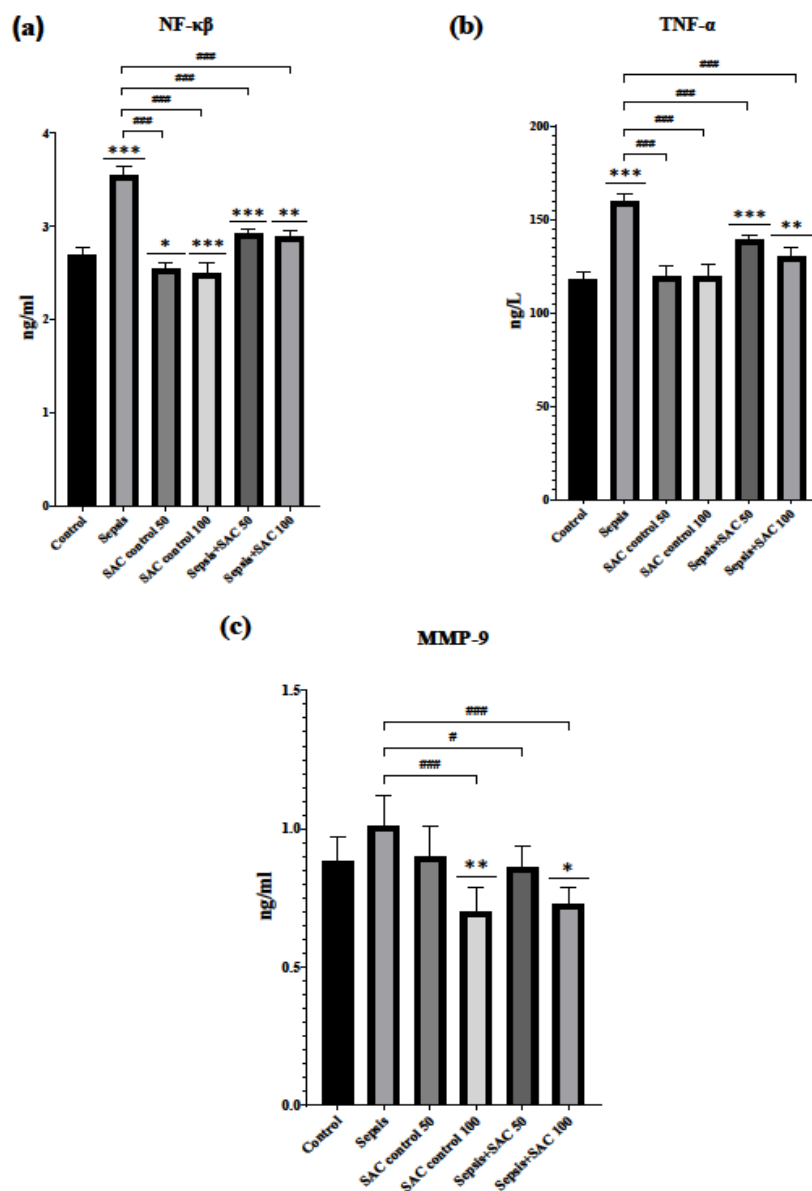 (a)
NF-κβ
###
###
###
###
***
*
***
***
**
4
3
2
1
0
ng/ml
Control
Sepsis
SAC control 50
SAC control 100
Sepsis+SAC 50
Sepsis+SAC 100
(b)
TNF-α
###
###
###
###
***
***
**
200
150
100
50
0
ng/L
Control
Sepsis
SAC control 50
SAC control 100
Sepsis+SAC 50
Sepsis+SAC 100
(c)
MMP-9
###
#
###
**
*
1.5
1.0
0.5
0.0
ng/ml
Control
Sepsis
SAC control 50
SAC control 100
Sepsis+SAC 50
Sepsis+SAC 100